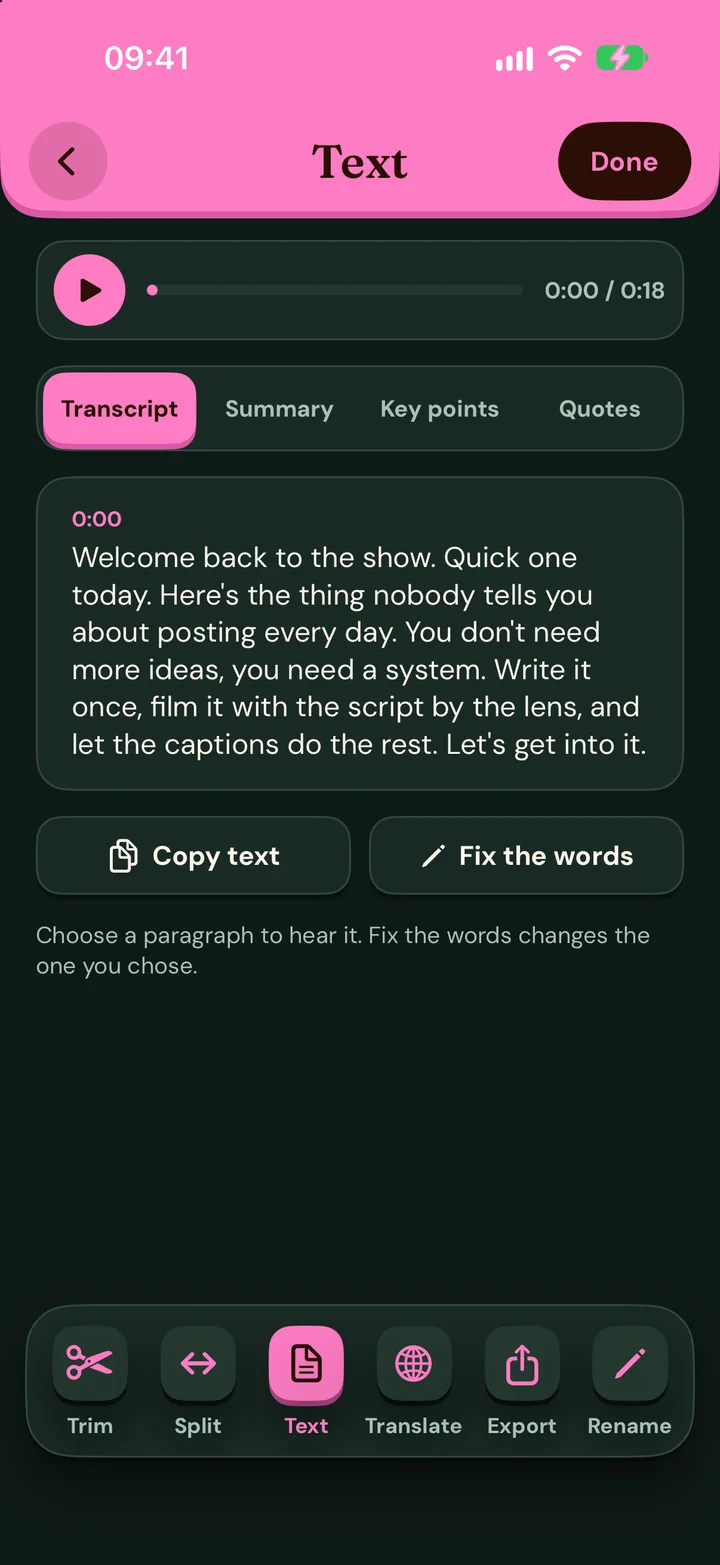 09:41
Text
Done
0:00 / 0:18
Transcript
Summary
Key points
Quotes
0:00
Welcome back to the show. Quick one
today. Here's the thing nobody tells you
about posting every day. You don't need
more ideas, you need a system. Write it
once, film it with the script by the lens, and
let the captions do the rest. Let's get into it.
Copy text
Fix the words
Choose a paragraph to hear it. Fix the words changes the
one you chose.
Trim
Split
Text
Translate
Export
Rename